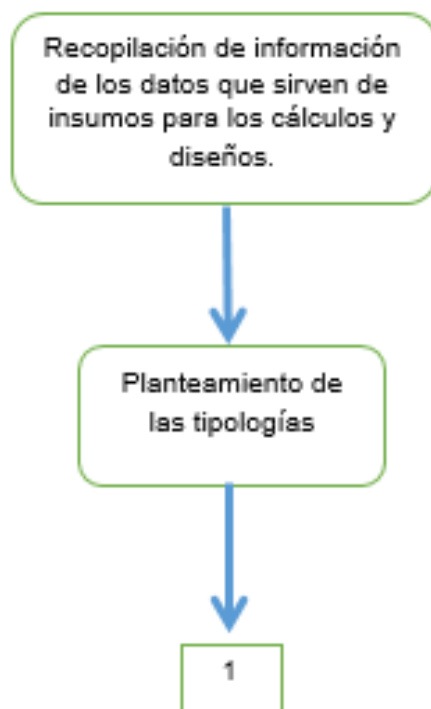 Recopilación de información
de los datos que sirven de
insumos para los cálculos y
diseños.
Planteamiento de
las tipologías
1